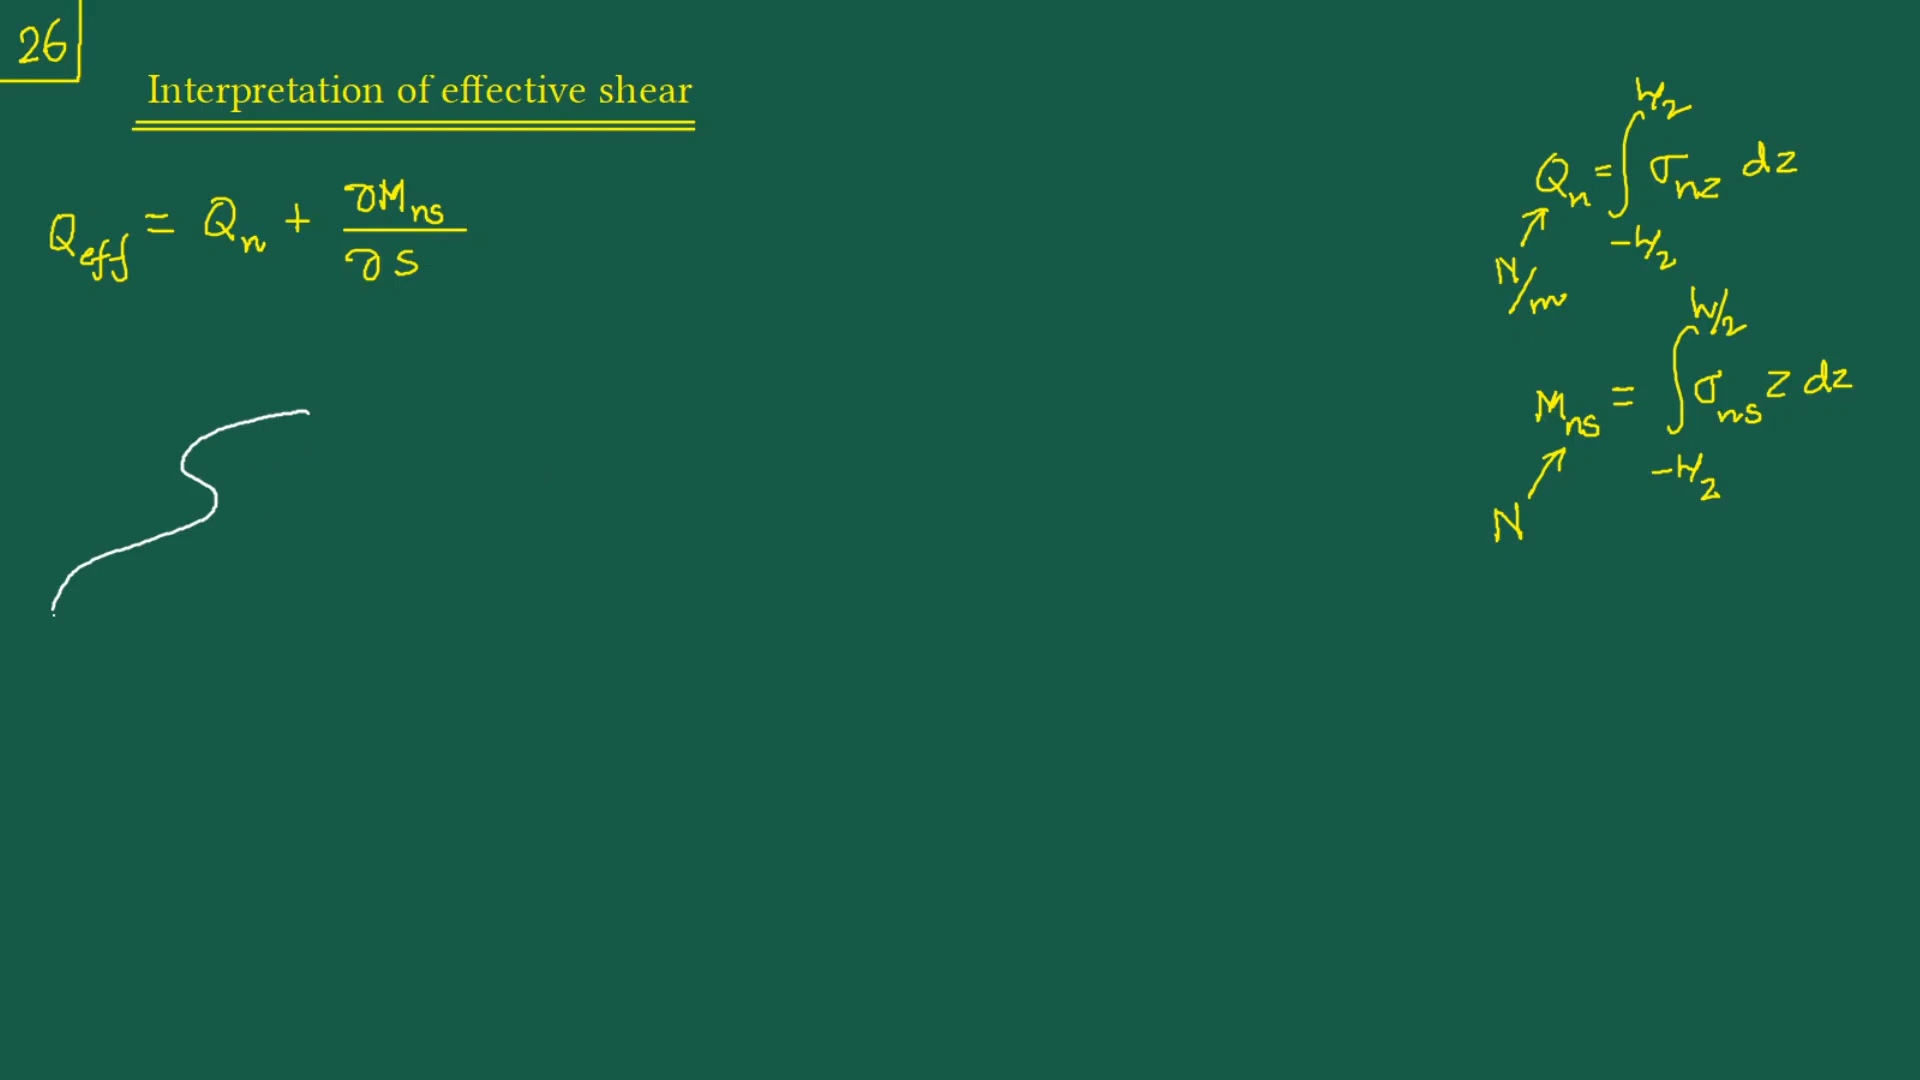 26
Interpretation of effective shear
Q_eff = Q_n + ∂M_ns / ∂s
Q_n = ∫_{-h/2}^{h/2} σ_nz dz
N/m
M_ns = ∫_{-h/2}^{h/2} σ_ns z dz
N